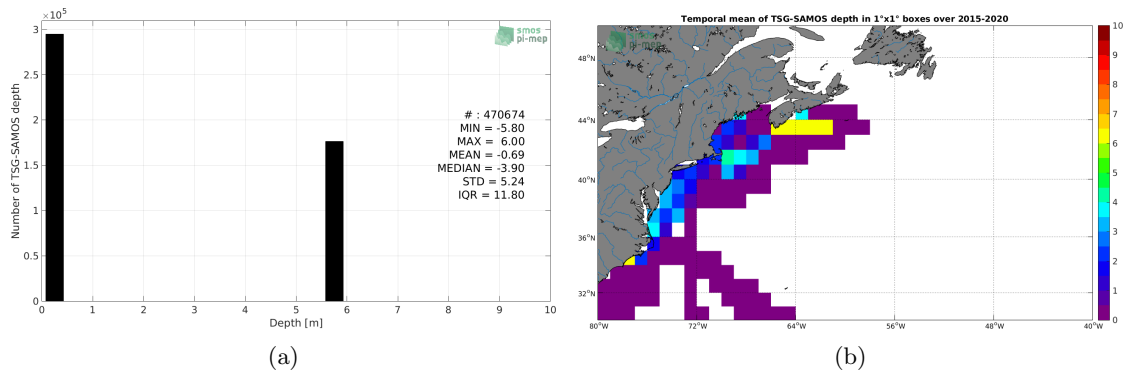 ×10⁵
3
2.5
2
1.5
1
0.5
0
Number of TSG-SAMOS depth
smos
pi-mep
# : 470674
MIN = -5.80
MAX = 6.00
MEAN = -0.69
MEDIAN = -3.90
STD = 5.24
IQR = 11.80
0 1 2 3 4 5 6 7 8 9 10
Depth [m]
(a)
Temporal mean of TSG-SAMOS depth in 1°x1° boxes over 2015-2020
smos
pi-mep
48°N
44°N
40°N
36°N
32°N
80°W 72°W 64°W 56°W 48°W 40°W
10
9
8
7
6
5
4
3
2
1
0
(b)